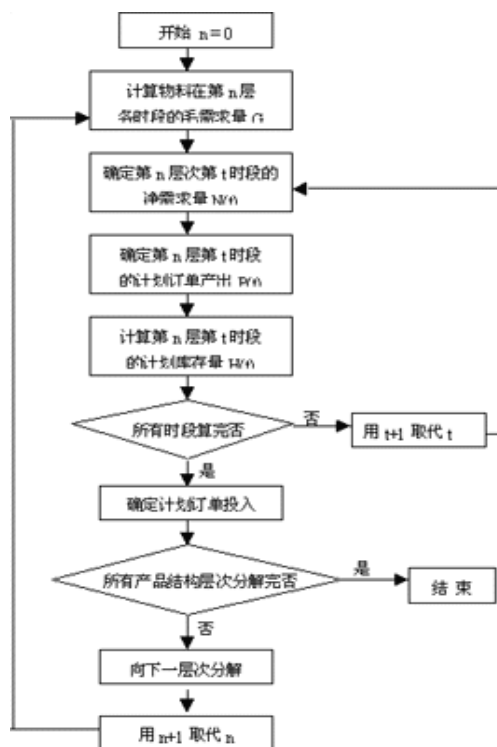 开始 n=0
计算物料在第n层
各时段的毛需求量 G
确定第n层次第t时段的
净需求量 N(t)
确定第n层第t时段
的计划订单产出 P(t)
计算第n层第t时段
的计划库存量 H(t)
所有时段算完否
否
用 t+1 取代 t
是
确定计划订单投入
所有产品结构层次分解完否
是
结 束
否
向下一层次分解
用 n+1 取代 n